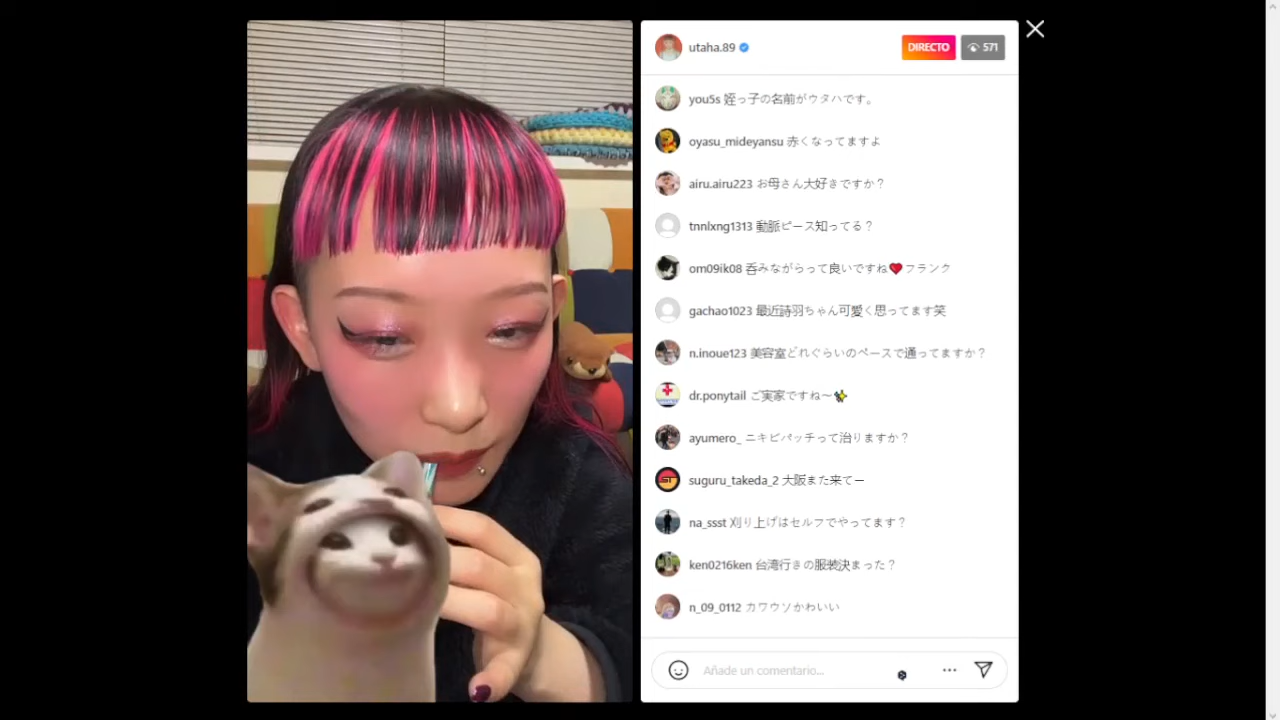 utaha.89
DIRECTO
571
you5s 姪っ子の名前がウタハです。
oyasu_mideyansu 赤くなってますよ
airu.airu223 お母さん大好きですか？
tnnlxng1313 動脈ピース知ってる？
om09ik08 呑みながらって良いですね❤️フランク
gachao1023 最近詩羽ちゃん可愛く思ってます笑
n.inoue123 美容室どれぐらいのペースで通ってますか？
dr.ponytail ご実家ですね〜✨
ayumero_ ニキビパッチって治りますか？
suguru_takeda_2 大阪また来てー
na_ssst 刈り上げはセルフでやってます？
ken0216ken 台湾行きの服装決まった？
n_09_0112 カワウソかわいい
Añade un comentario...